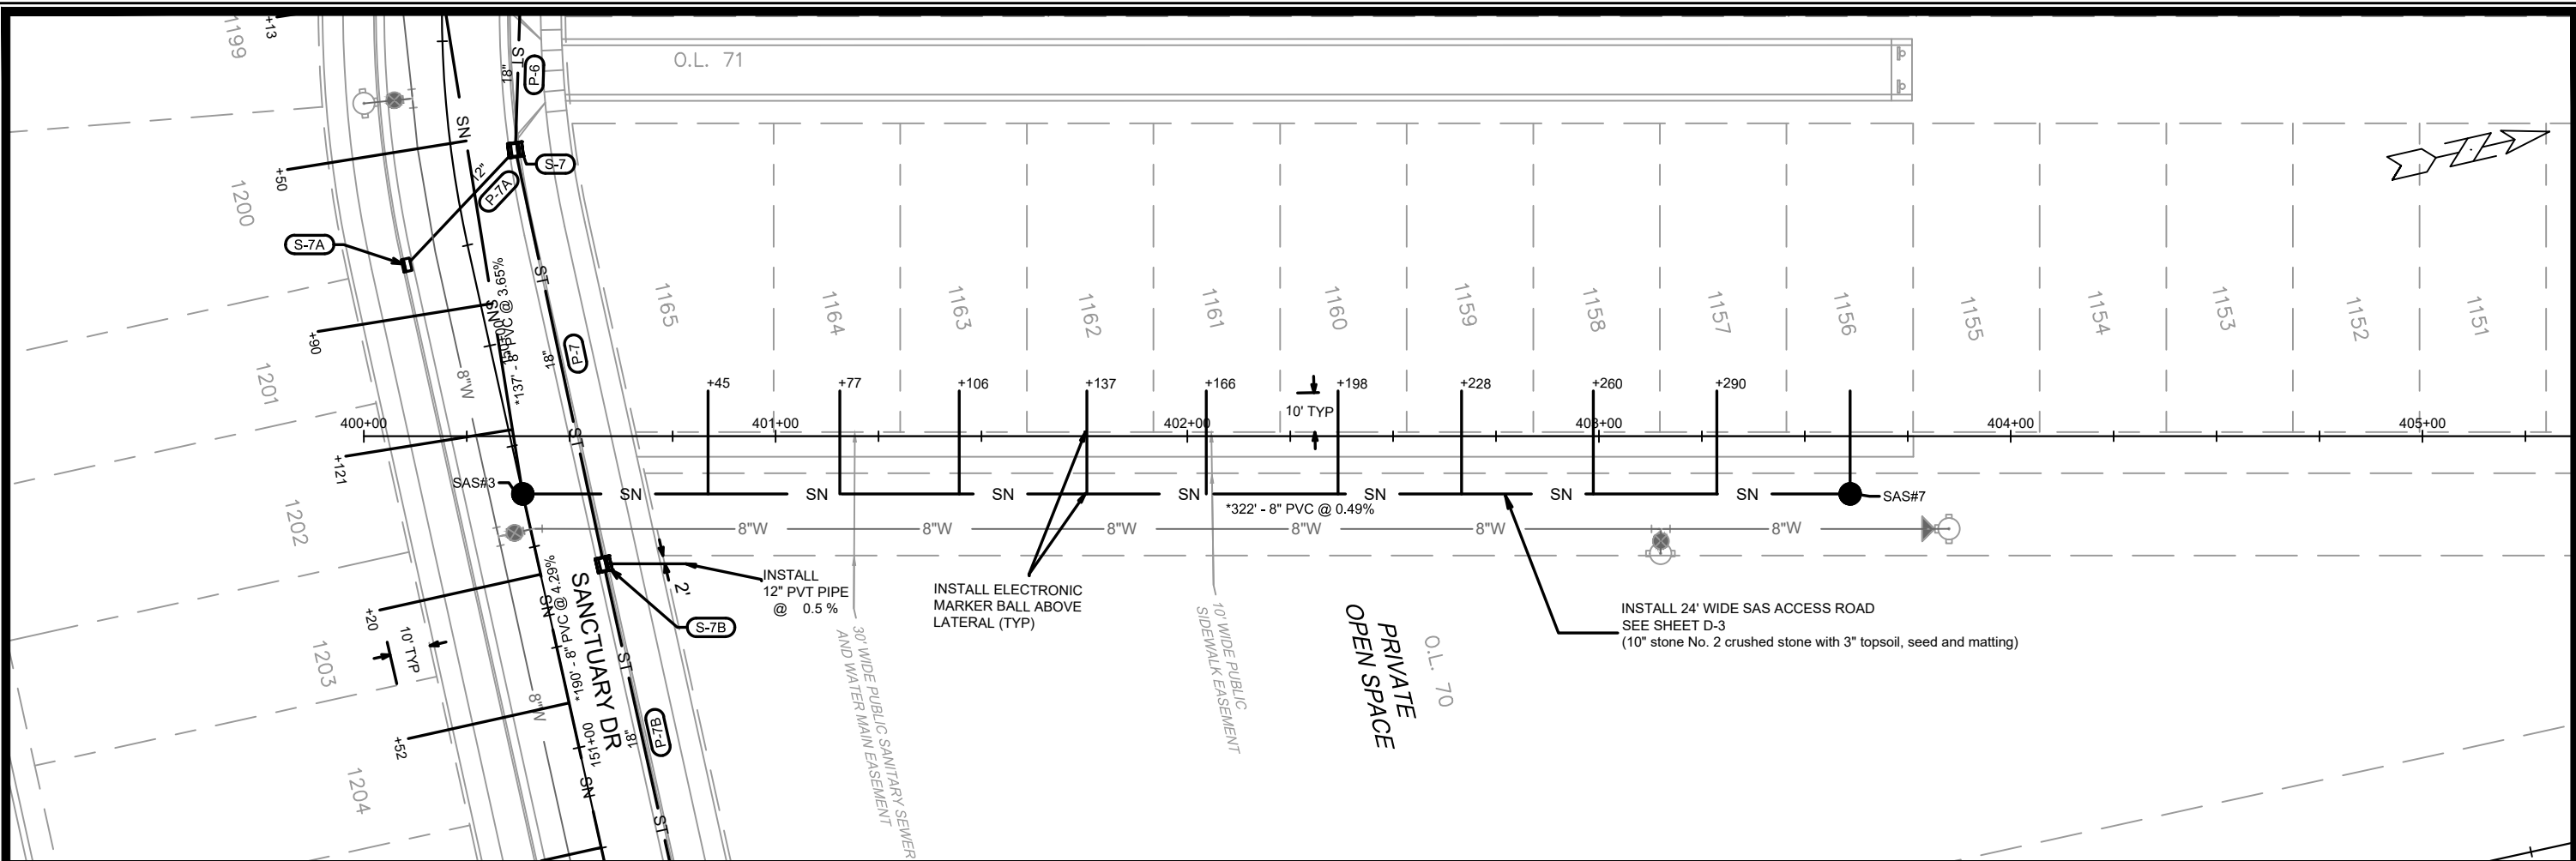 +13
1199
ST
18"
P-6
O.L. 71
SN
S-7
12"
P-7A
+50
1200
S-7A
ST
SN
150+00
*137' - 8" PVC @ 3.65%
+90
18"
P-7
1165
1164
1163
1162
1161
1160
1159
1158
1157
1156
1155
1154
1153
1152
1151
1201
8"W
+45
+77
+106
+137
+166
+198
+228
+260
+290
10' TYP
400+00
401+00
402+00
403+00
404+00
405+00
ST
+121
SAS#3
SN
SN
SN
SN
SN
SN
SN
SAS#7
*322' - 8" PVC @ 0.49%
1202
8"W
8"W
8"W
8"W
8"W
8"W
INSTALL
12" PVT PIPE
@ 0.5 %
2'
S-7B
INSTALL ELECTRONIC
MARKER BALL ABOVE
LATERAL (TYP)
INSTALL 24' WIDE SAS ACCESS ROAD
SEE SHEET D-3
(10" stone No. 2 crushed stone with 3" topsoil, seed and matting)
+20
10' TYP
SN
*190' - 8" PVC @ 4.29%
SANCTUARY DR
ST
30' WIDE PUBLIC SANITARY SEWER
AND WATER MAIN EASEMENT
10' WIDE PUBLIC
SIDEWALK EASEMENT
PRIVATE
OPEN SPACE
O.L. 70
1203
8"W
18"
P-7B
151+00
+52
1204
SN
ST